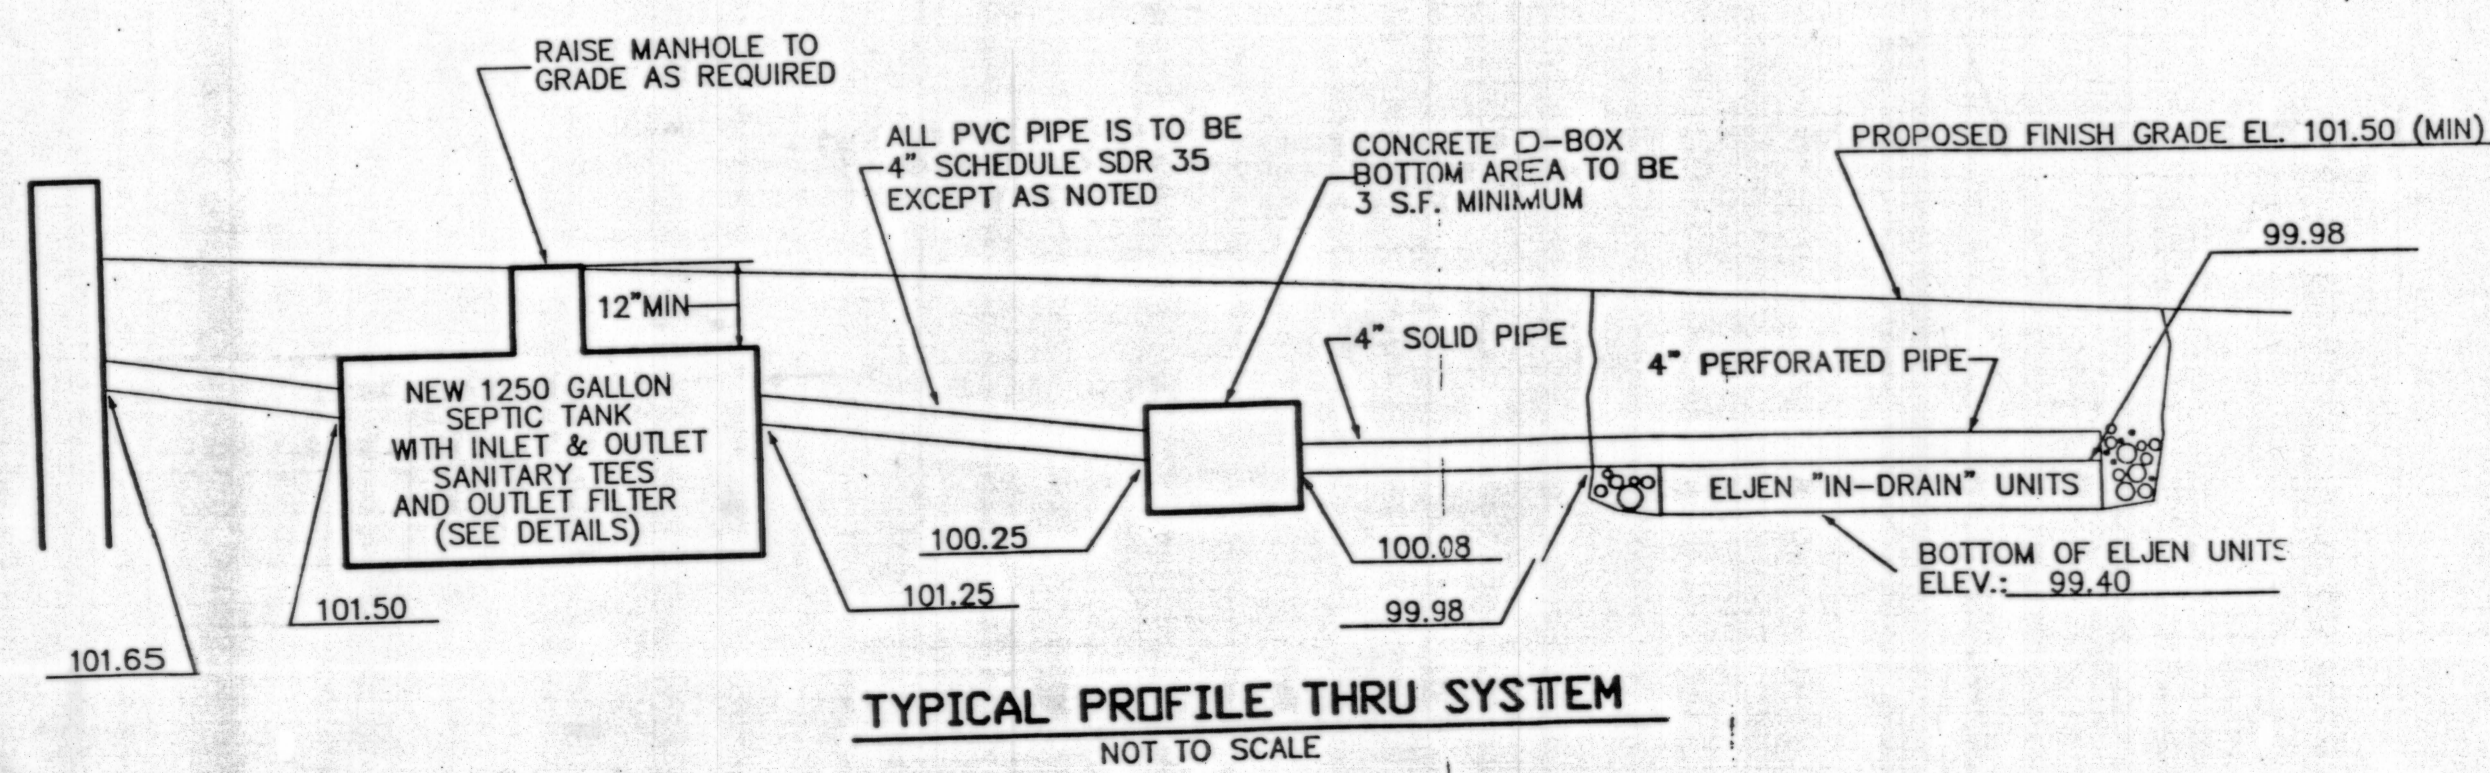 RAISE MANHOLE TO
GRADE AS REQUIRED
ALL PVC PIPE IS TO BE
4" SCHEDULE SDR 35
EXCEPT AS NOTED
CONCRETE D-BOX
BOTTOM AREA TO BE
3 S.F. MINIMUM
PROPOSED FINISH GRADE EL. 101.50 (MIN)
99.98
12"MIN
4" SOLID PIPE
4" PERFORATED PIPE
NEW 1250 GALLON
SEPTIC TANK
WITH INLET & OUTLET
SANITARY TEES
AND OUTLET FILTER
(SEE DETAILS)
ELJEN "IN-DRAIN" UNITS
100.25
100.08
BOTTOM OF ELJEN UNITS
ELEV.: 99.40
101.50
101.25
99.98
101.65
TYPICAL PROFILE THRU SYSTEM
NOT TO SCALE